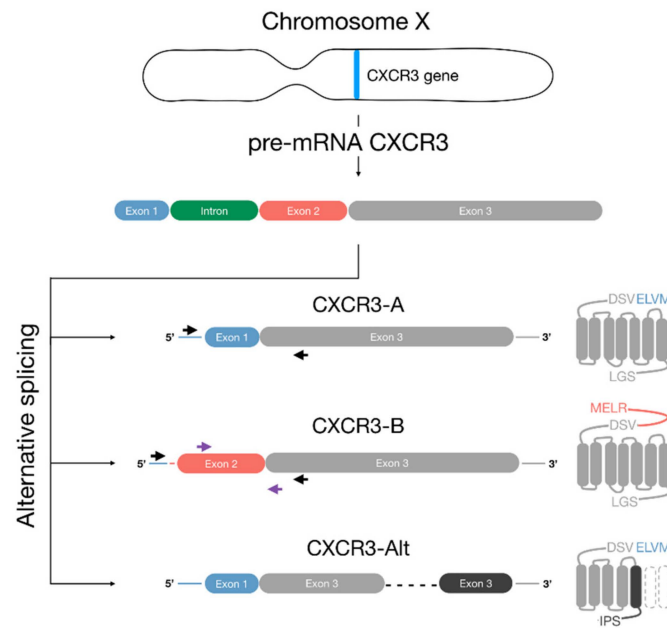 Chromosome X
CXCR3 gene
pre-mRNA CXCR3
Exon 1 Intron Exon 2 Exon 3
Alternative splicing
CXCR3-A
5' Exon 1 Exon 3 3'
DSVELVM
LGS
CXCR3-B
5' Exon 2 Exon 3 3'
MELR
DSV
LGS
CXCR3-Alt
5' Exon 1 Exon 3 Exon 3 3'
DSVELVM
IPS